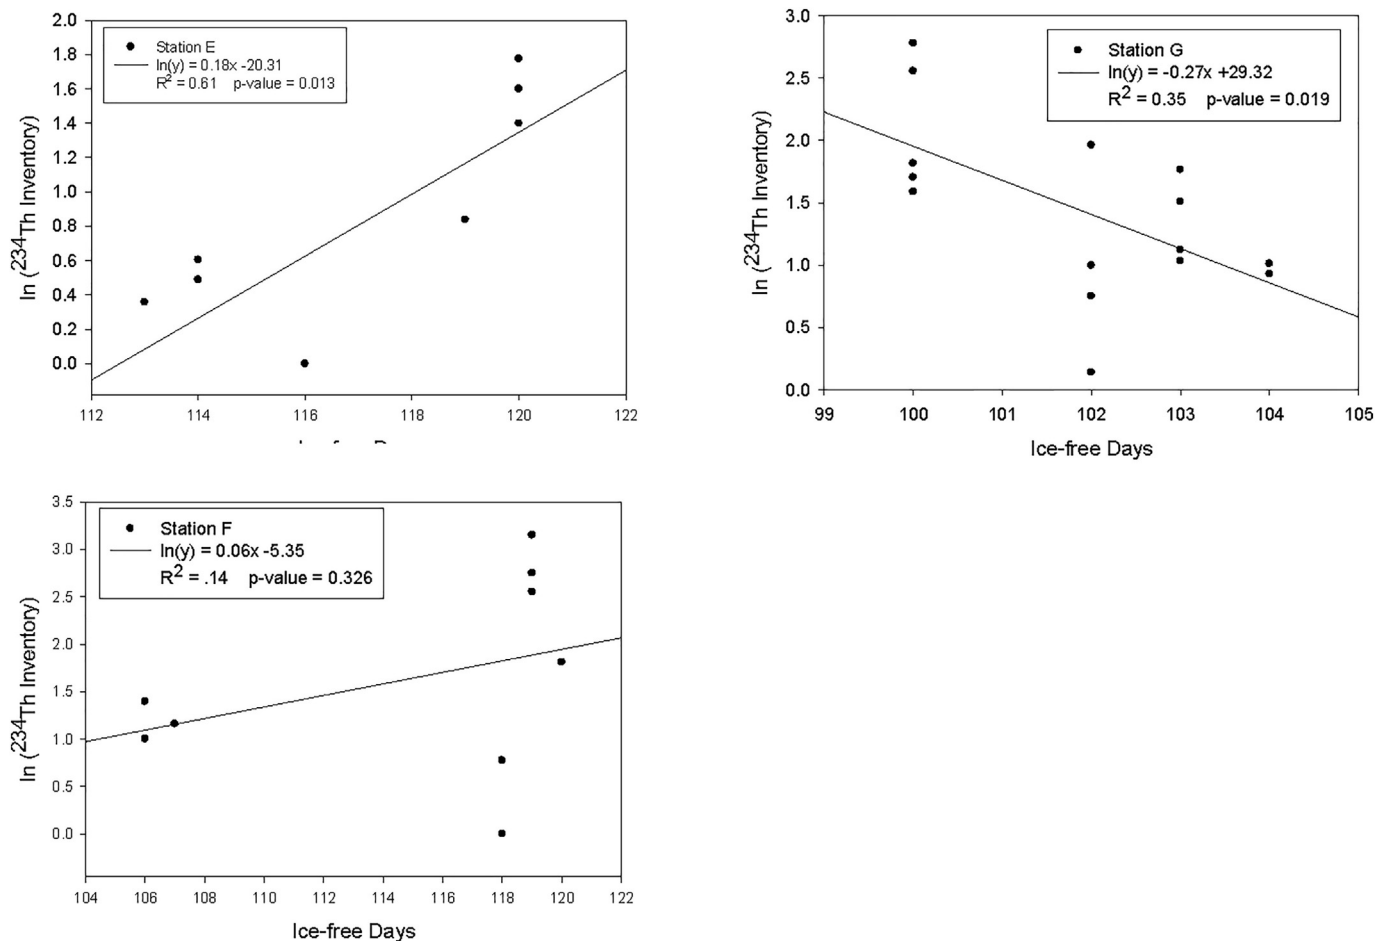 2.0
1.8
1.6
1.4
1.2
1.0
0.8
0.6
0.4
0.2
0.0
ln (234Th Inventory)
Station E
ln(y) = 0.18x -20.31
R2 = 0.61 p-value = 0.013
112 114 116 118 120 122
3.0
2.5
2.0
1.5
1.0
0.5
0.0
ln (234Th Inventory)
Station G
ln(y) = -0.27x +29.32
R2 = 0.35 p-value = 0.019
99 100 101 102 103 104 105
Ice-free Days
3.5
3.0
2.5
2.0
1.5
1.0
0.5
0.0
ln (234Th Inventory)
Station F
ln(y) = 0.06x -5.35
R2 = .14 p-value = 0.326
104 106 108 110 112 114 116 118 120 122
Ice-free Days